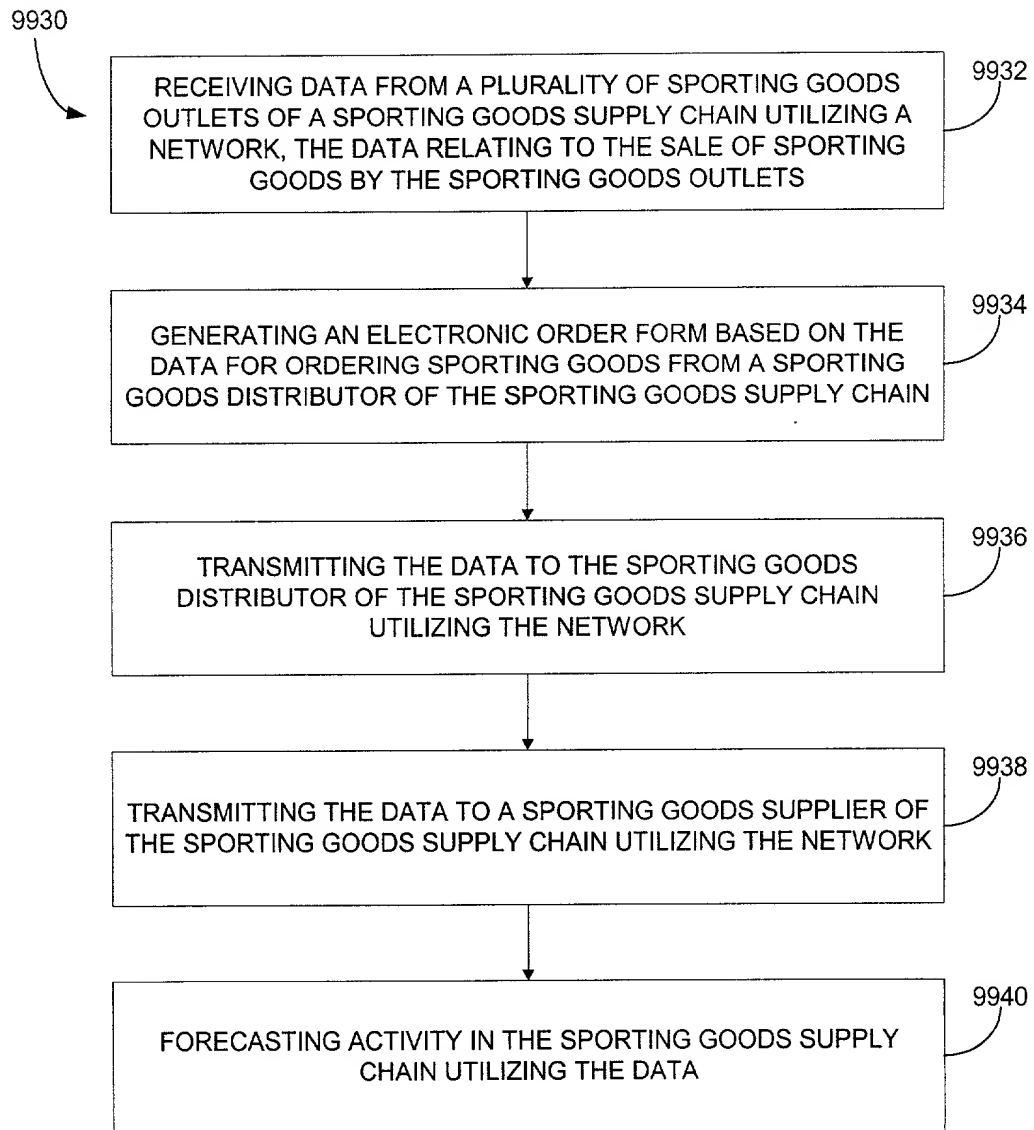 9930
9932
RECEIVING DATA FROM A PLURALITY OF SPORTING GOODS
OUTLETS OF A SPORTING GOODS SUPPLY CHAIN UTILIZING A
NETWORK, THE DATA RELATING TO THE SALE OF SPORTING
GOODS BY THE SPORTING GOODS OUTLETS
9934
GENERATING AN ELECTRONIC ORDER FORM BASED ON THE
DATA FOR ORDERING SPORTING GOODS FROM A SPORTING
GOODS DISTRIBUTOR OF THE SPORTING GOODS SUPPLY CHAIN
9936
TRANSMITTING THE DATA TO THE SPORTING GOODS
DISTRIBUTOR OF THE SPORTING GOODS SUPPLY CHAIN
UTILIZING THE NETWORK
9938
TRANSMITTING THE DATA TO A SPORTING GOODS SUPPLIER OF
THE SPORTING GOODS SUPPLY CHAIN UTILIZING THE NETWORK
9940
FORECASTING ACTIVITY IN THE SPORTING GOODS SUPPLY
CHAIN UTILIZING THE DATA